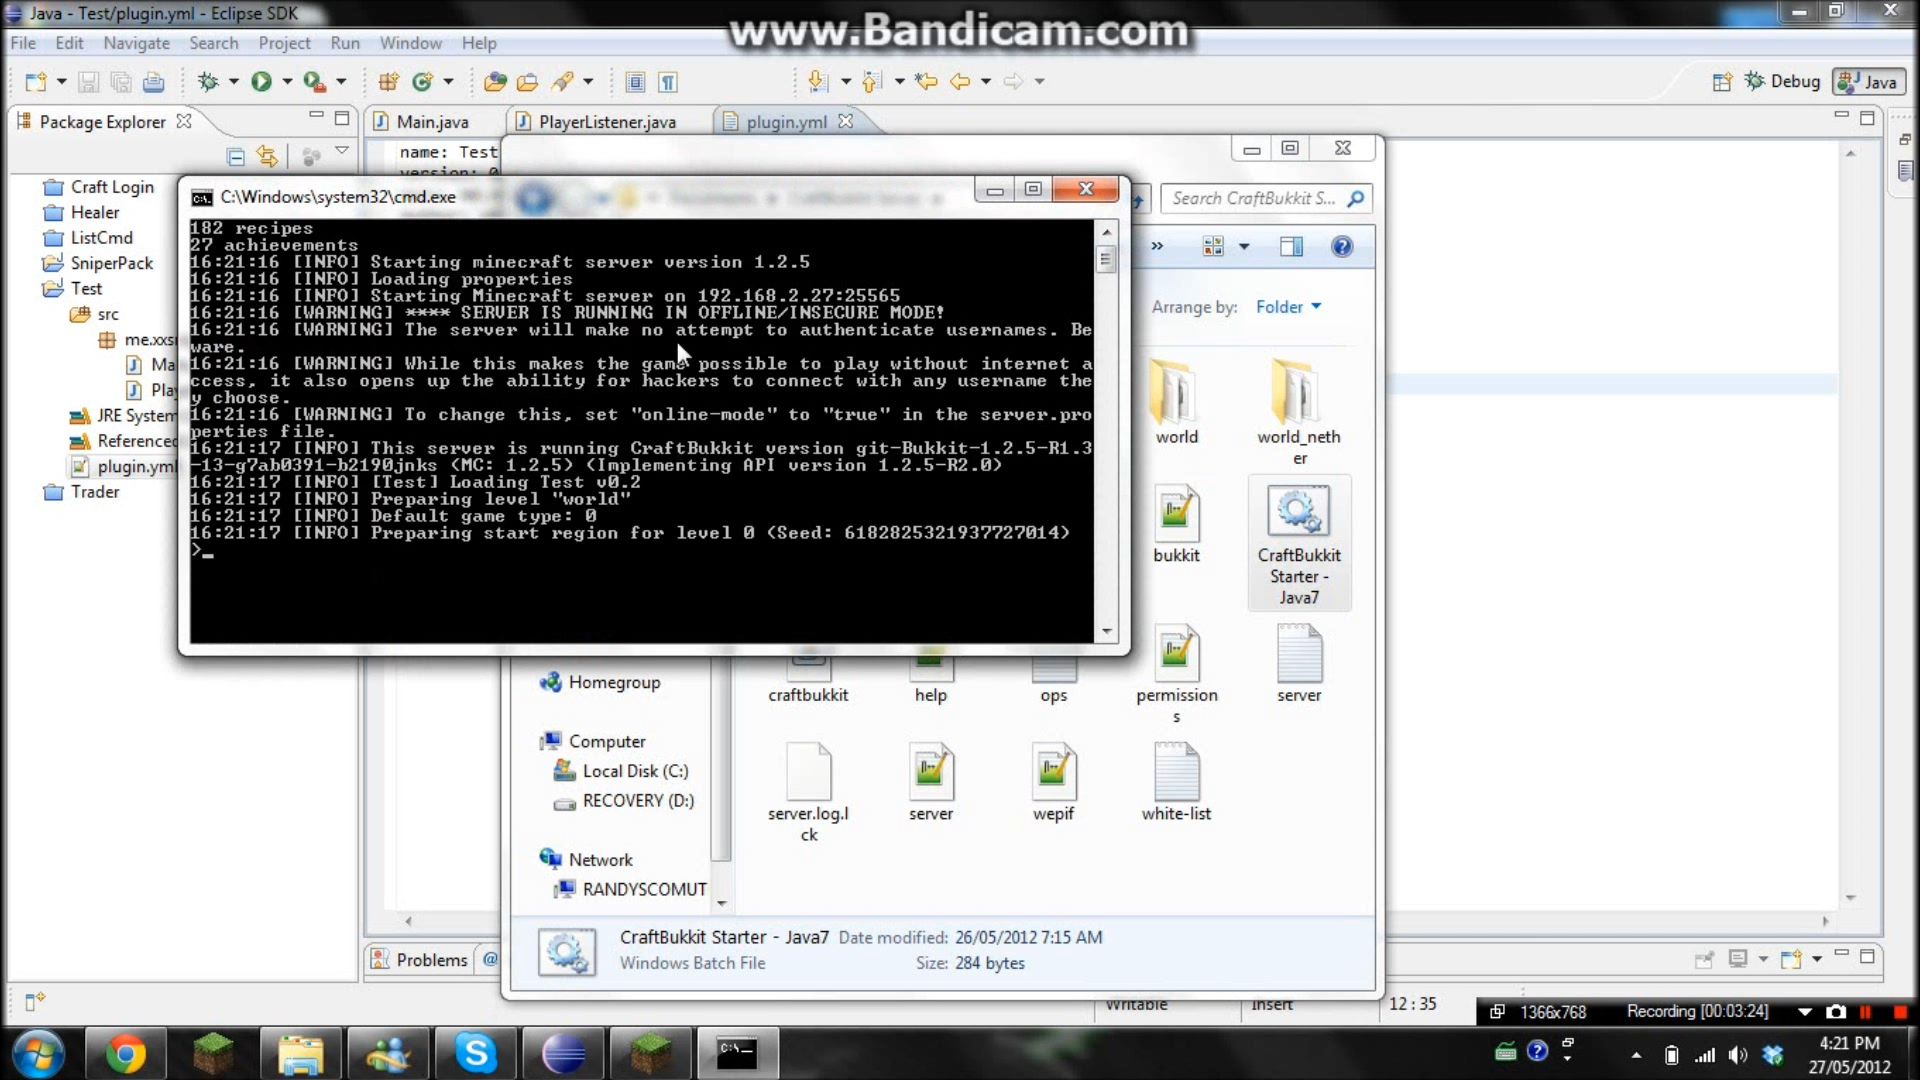 Java - Test/plugin.yml - Eclipse SDK
www.Bandicam.com
File Edit Navigate Search Project Run Window Help
Debug Java
Package Explorer
Main.java PlayerListener.java plugin.yml
name: Test
Craft Login
Healer
ListCmd
SniperPack
Test
src
me.xxs
Ma
Play
JRE System
Referenced
plugin.yml
Trader
C:\Windows\system32\cmd.exe
182 recipes
27 achievements
16:21:16 [INFO] Starting minecraft server version 1.2.5
16:21:16 [INFO] Loading properties
16:21:16 [INFO] Starting Minecraft server on 192.168.2.27:25565
16:21:16 [WARNING] **** SERVER IS RUNNING IN OFFLINE/INSECURE MODE!
16:21:16 [WARNING] The server will make no attempt to authenticate usernames. Be
ware.
16:21:16 [WARNING] While this makes the game possible to play without internet a
ccess, it also opens up the ability for hackers to connect with any username the
y choose.
16:21:16 [WARNING] To change this, set "online-mode" to "true" in the server.pro
perties file.
16:21:17 [INFO] This server is running CraftBukkit version git-Bukkit-1.2.5-R1.3
-13-g7ab0391-b2190jnks (MC: 1.2.5) (Implementing API version 1.2.5-R2.0)
16:21:17 [INFO] [Test] Loading Test v0.2
16:21:17 [INFO] Preparing level "world"
16:21:17 [INFO] Default game type: 0
16:21:17 [INFO] Preparing start region for level 0 (Seed: 6182825321937727014)
>_
Search CraftBukkit S...
Arrange by: Folder
world
world_nether
bukkit
CraftBukkit
Starter -
Java7
craftbukkit
help
ops
permission
s
server
server.log.l
ck
server
wepif
white-list
Homegroup
Computer
Local Disk (C:)
RECOVERY (D:)
Network
RANDYSCOMUT
CraftBukkit Starter - Java7 Date modified: 26/05/2012 7:15 AM
Windows Batch File Size: 284 bytes
Problems @
Writable Insert 12:35
1366x768 Recording [00:03:24]
4:21 PM
27/05/2012